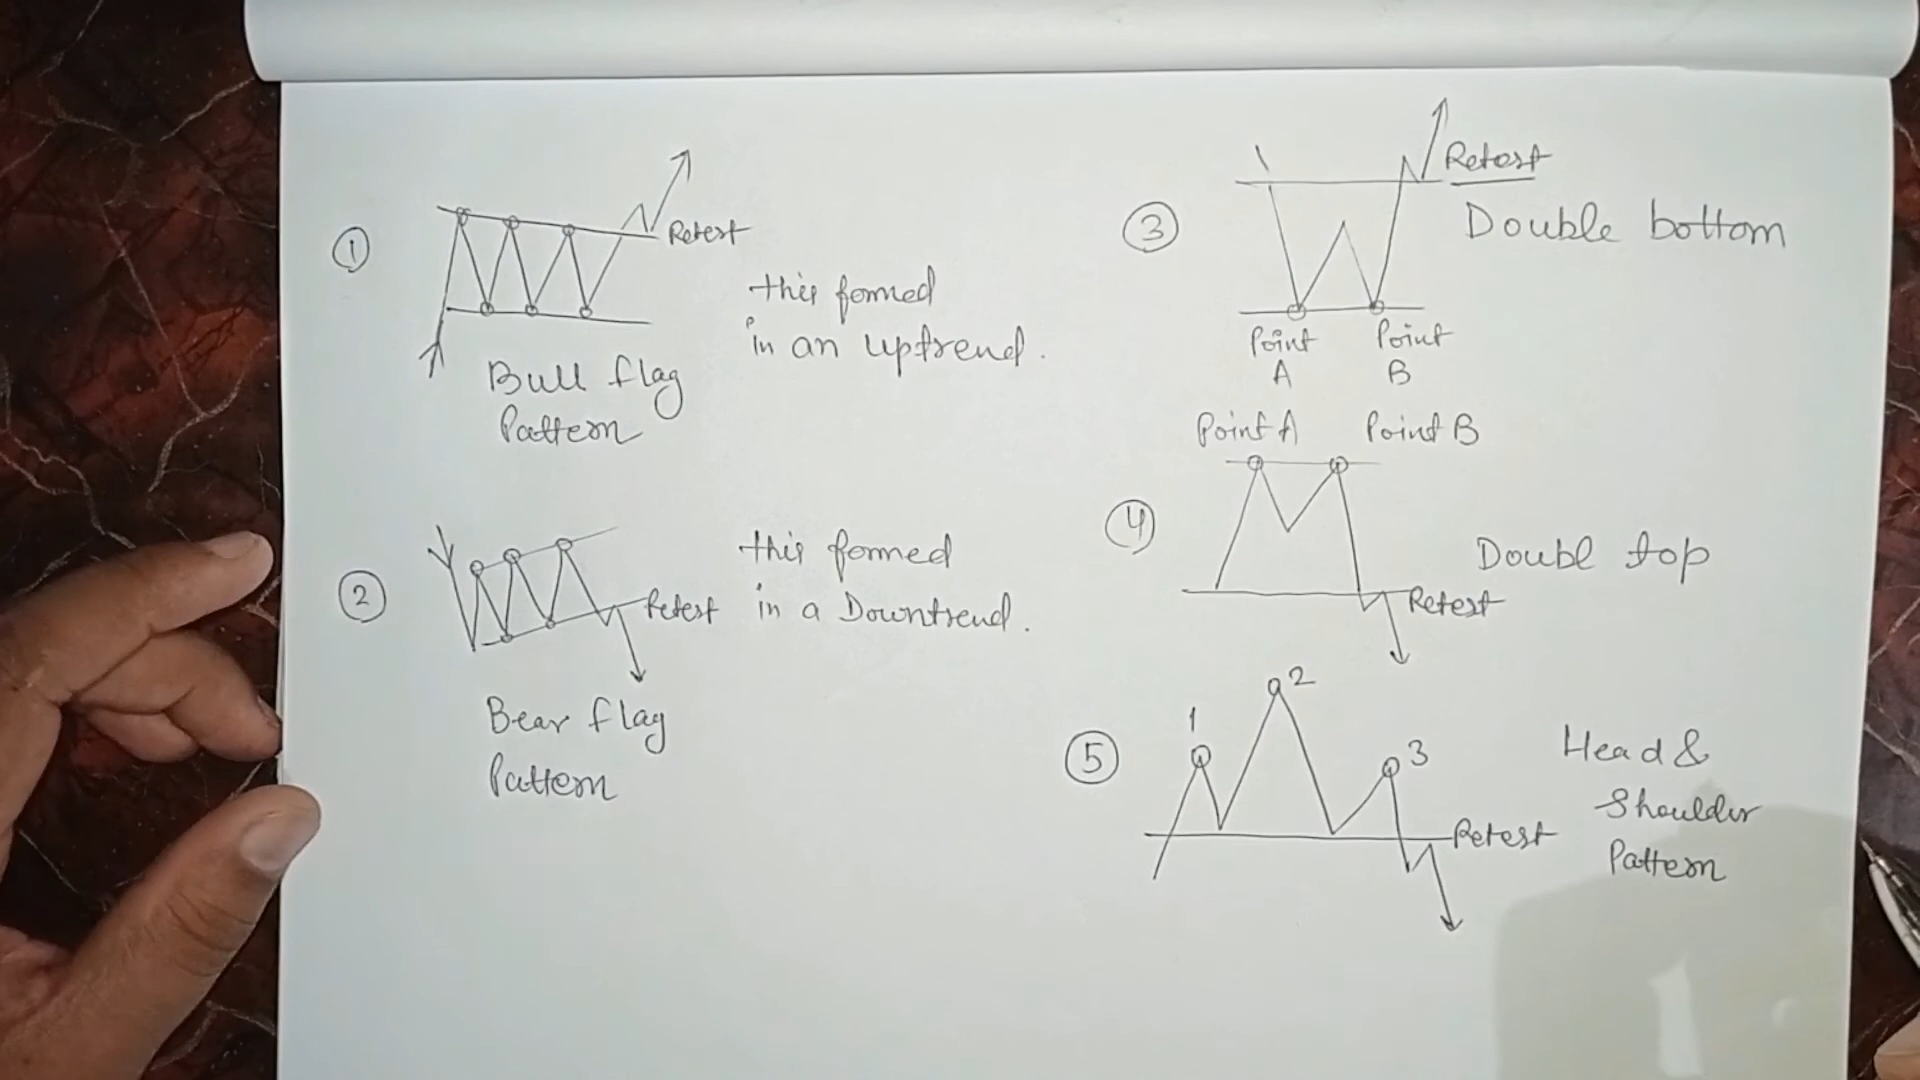 1
Retest
this formed
in an uptrend.
Bull flag
Pattern
2
Retest
this formed
in a Downtrend.
Bear flag
Pattern
3
Retest
Double bottom
Point
A
Point
B
Point A
Point B
4
Doubl top
Retest
5
1
2
3
Retest
Head &
Shoulder
Pattern